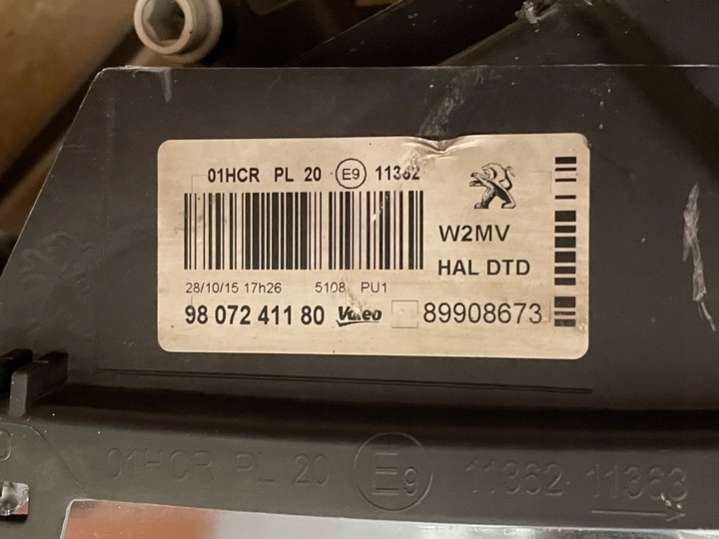 01HCR PL 20 E9 11362
W2MV
HAL DTD
28/10/15 17h26 5108 PU1
98 072 411 80 Valeo 89908673
01HCR PL 20 E9 11362 11363